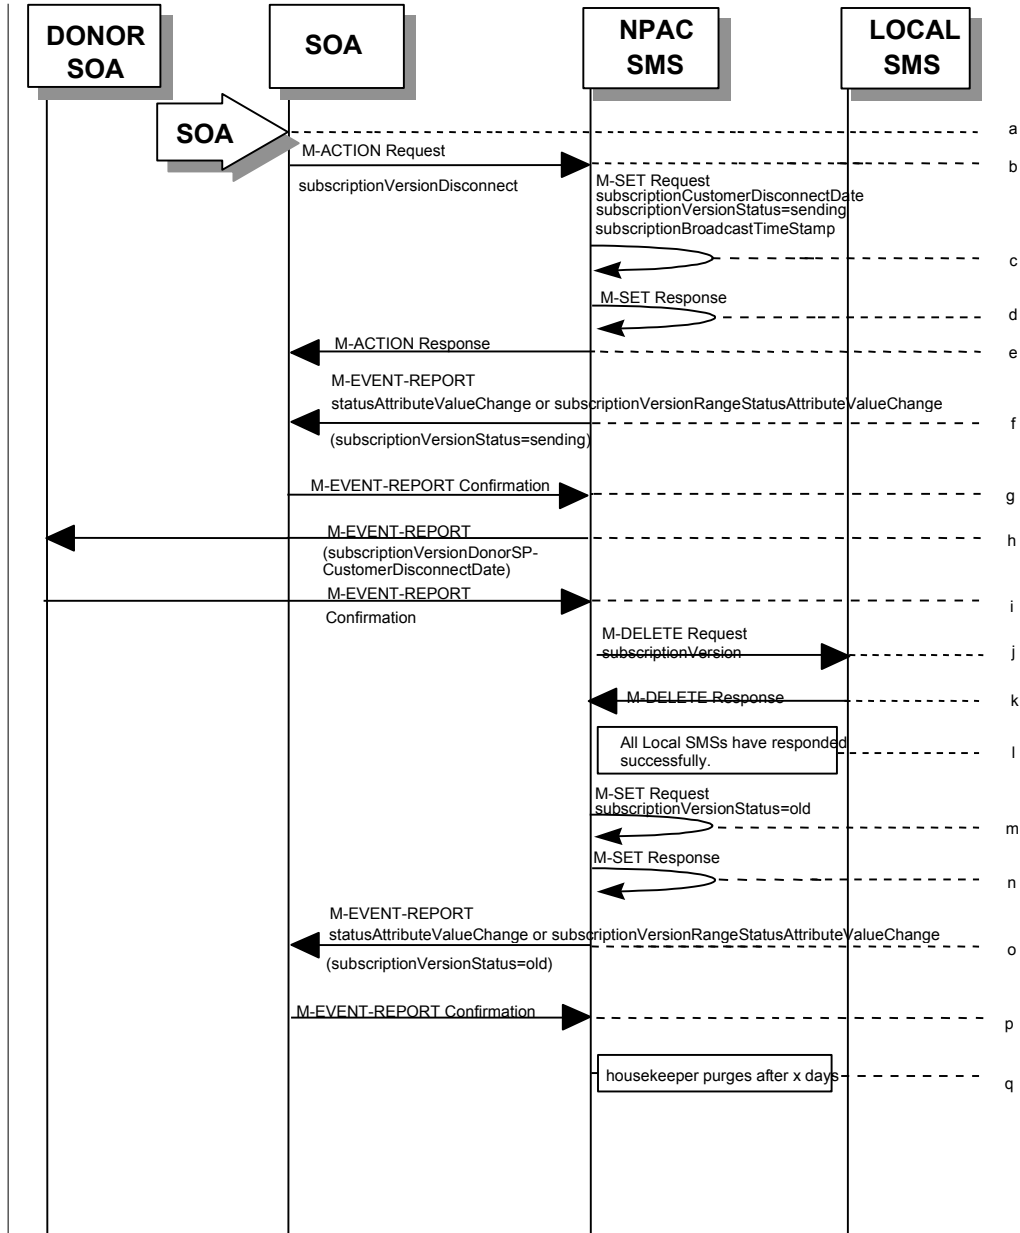 DONOR
SOA
SOA
NPAC
SMS
LOCAL
SMS
SOA
a
M-ACTION Request
b
subscriptionVersionDisconnect
M-SET Request
subscriptionCustomerDisconnectDate
subscriptionVersionStatus=sending
subscriptionBroadcastTimeStamp
c
M-SET Response
d
M-ACTION Response
e
M-EVENT-REPORT
statusAttributeValueChange or subscriptionVersionRangeStatusAttributeValueChange
f
(subscriptionVersionStatus=sending)
M-EVENT-REPORT Confirmation
g
M-EVENT-REPORT
h
(subscriptionVersionDonorSP-
CustomerDisconnectDate)
M-EVENT-REPORT
i
Confirmation
M-DELETE Request
subscriptionVersion
j
M-DELETE Response
k
All Local SMSs have responded
successfully.
l
M-SET Request
subscriptionVersionStatus=old
m
M-SET Response
n
M-EVENT-REPORT
statusAttributeValueChange or subscriptionVersionRangeStatusAttributeValueChange
o
(subscriptionVersionStatus=old)
M-EVENT-REPORT Confirmation
p
housekeeper purges after x days
q